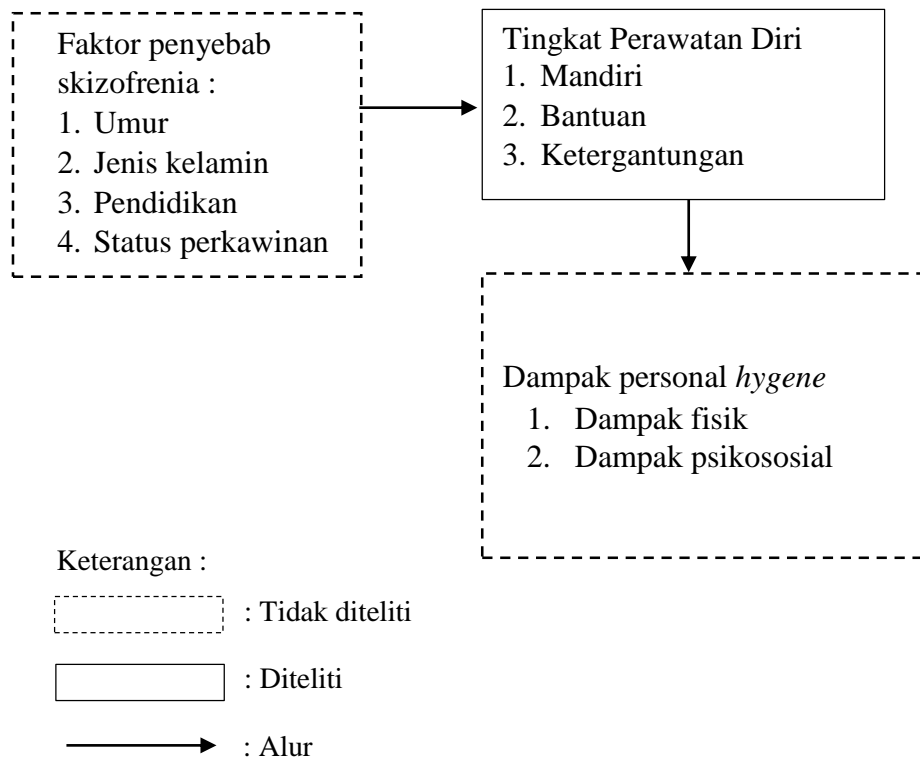 Faktor penyebab
skizofrenia :
1. Umur
2. Jenis kelamin
3. Pendidikan
4. Status perkawinan
Tingkat Perawatan Diri
1. Mandiri
2. Bantuan
3. Ketergantungan
Dampak personal hygene
1. Dampak fisik
2. Dampak psikososial
Keterangan :
: Tidak diteliti
: Diteliti
: Alur